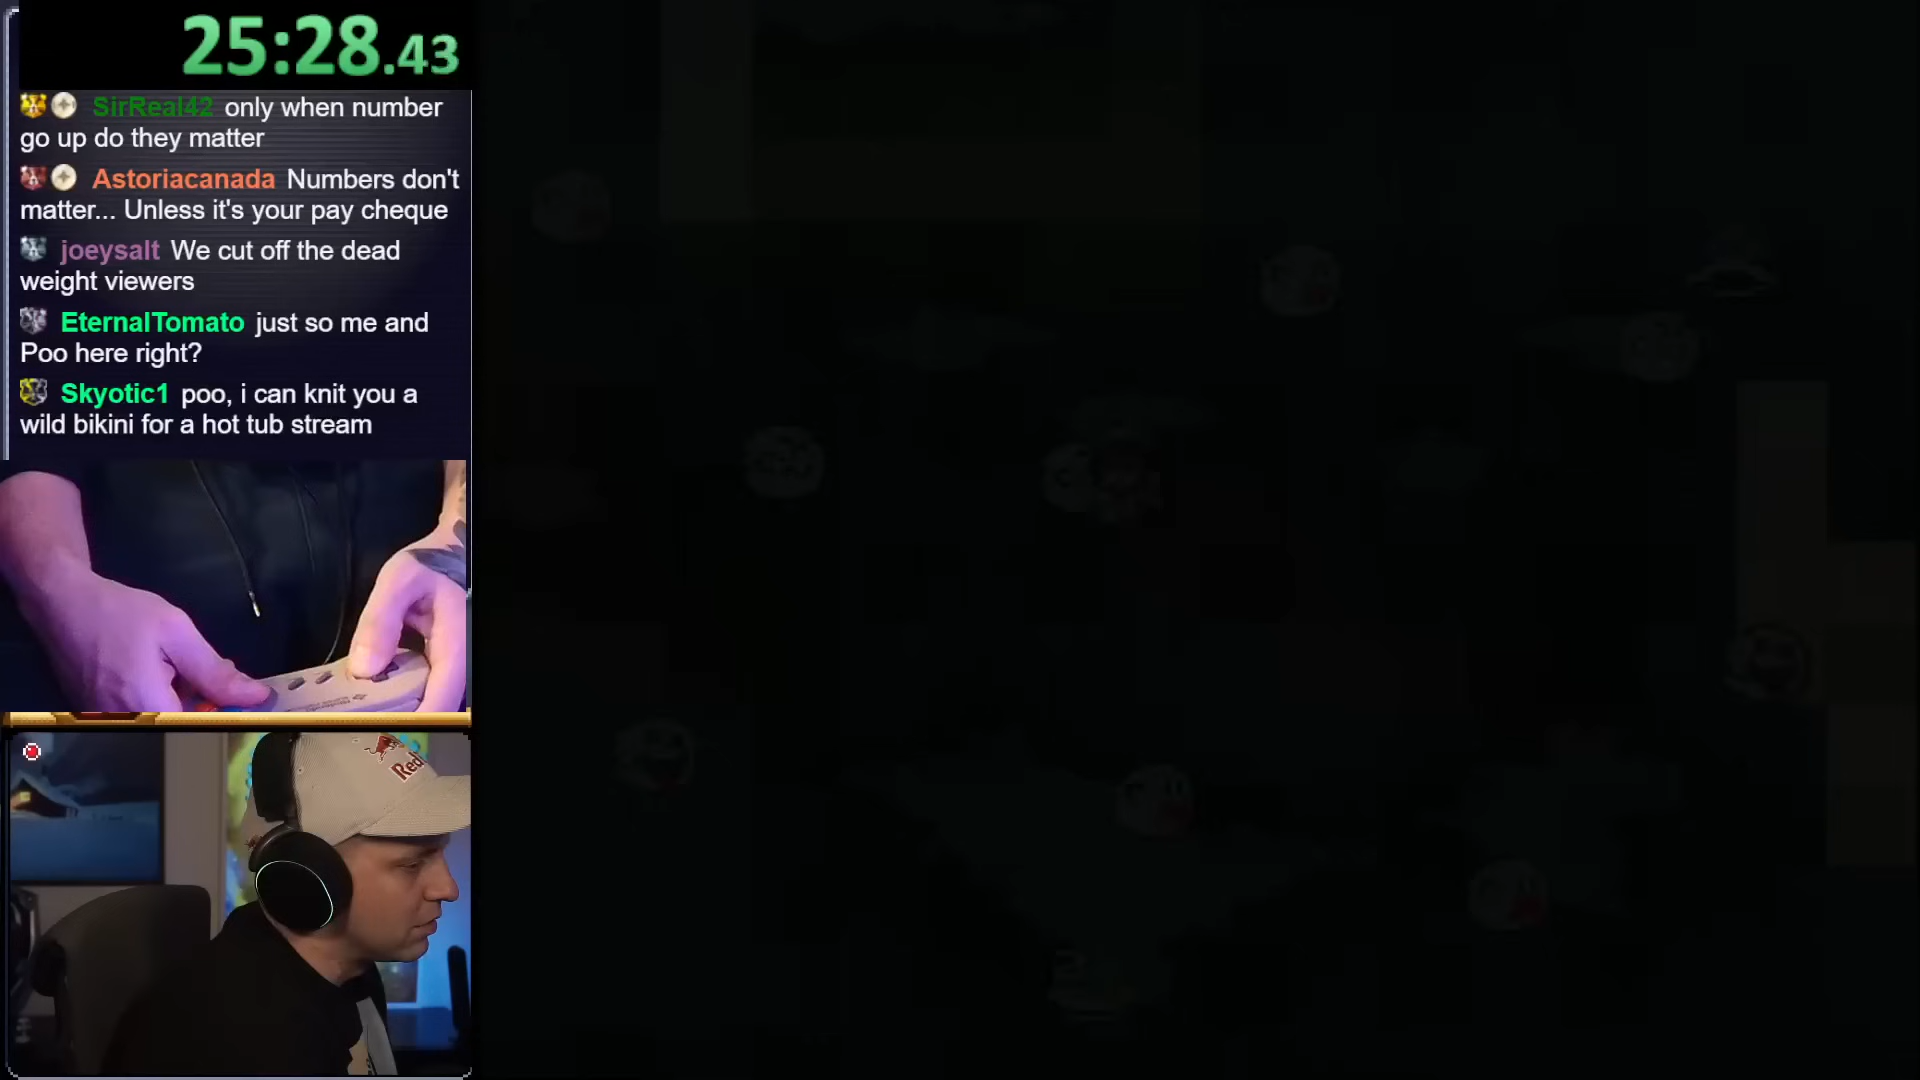 25:28.43
SirReal42 only when number
go up do they matter
Astoriacanada Numbers don't
matter... Unless it's your pay cheque
joeysalt We cut off the dead
weight viewers
EternalTomato just so me and
Poo here right?
Skyotic1 poo, i can knit you a
wild bikini for a hot tub stream
Red